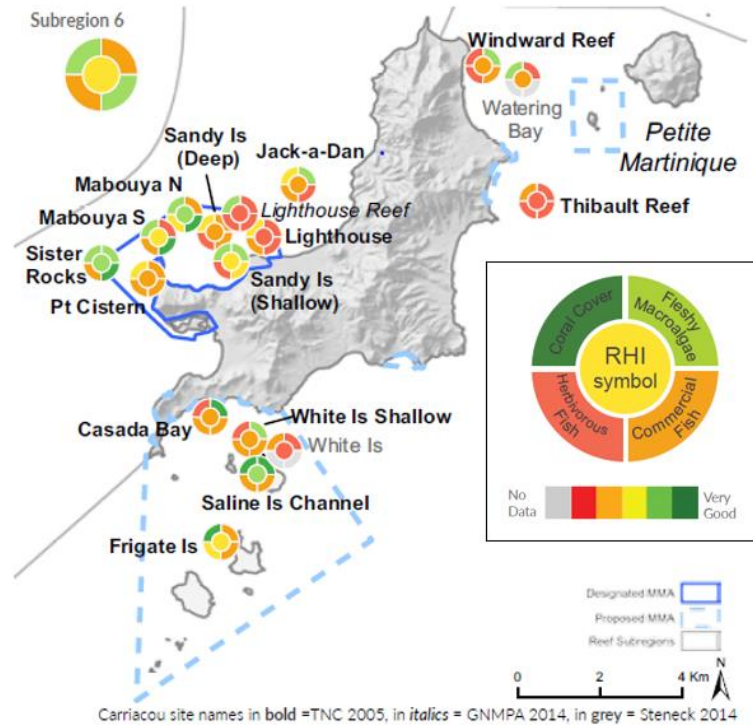 Subregion 6
Windward Reef
Watering
Bay
Petite
Martinique
Sandy Is
(Deep)
Jack-a-Dan
Mabouya N
Lighthouse Reef
Thibault Reef
Mabouya S
Lighthouse
Sister
Rocks
Sandy Is
(Shallow)
Pt Cistern
Coral Cover
Fleshy
Macroalgae
RHI
symbol
Herbivorous
Fish
Commercial
Fish
No
Data
Very
Good
White Is Shallow
Casada Bay
White Is
Saline Is Channel
Frigate Is
Designated MMA
Proposed MMA
Reef Subregions
N
0 2 4 Km
Carriacou site names in bold =TNC 2005, in italics = GNMPA 2014, in grey = Steneck 2014